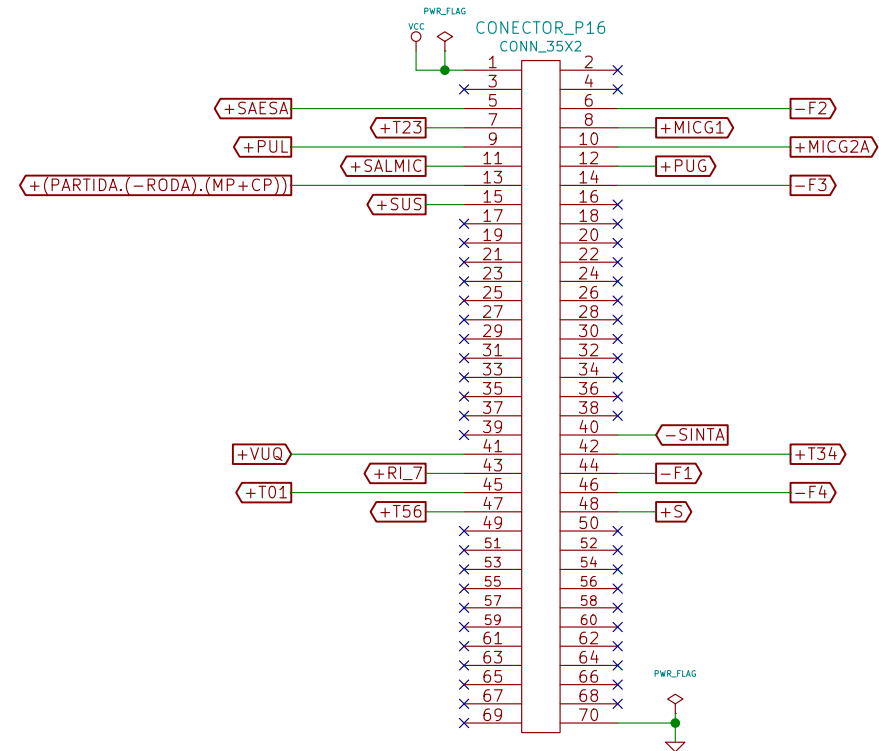 PWR_FLAG
VCC
CONECTOR_P16
CONN_35X2
1 2
3 4
+SAESA 5 6 -F2
+T23 7 8 +MICG1
+PUL 9 10 +MICG2A
+SALMIC 11 12 +PUG
+(PARTIDA.(-RODA).(MP+CP)) 13 14 -F3
+SUS 15 16
17 18
19 20
21 22
23 24
25 26
27 28
29 30
31 32
33 34
35 36
37 38
39 40 -SINTA
+VUQ 41 42 +T34
+RI_7 43 44 -F1
+T01 45 46 -F4
+T56 47 48 +S
49 50
51 52
53 54
55 56
57 58
59 60
61 62
63 64
65 66
PWR_FLAG
67 68
69 70